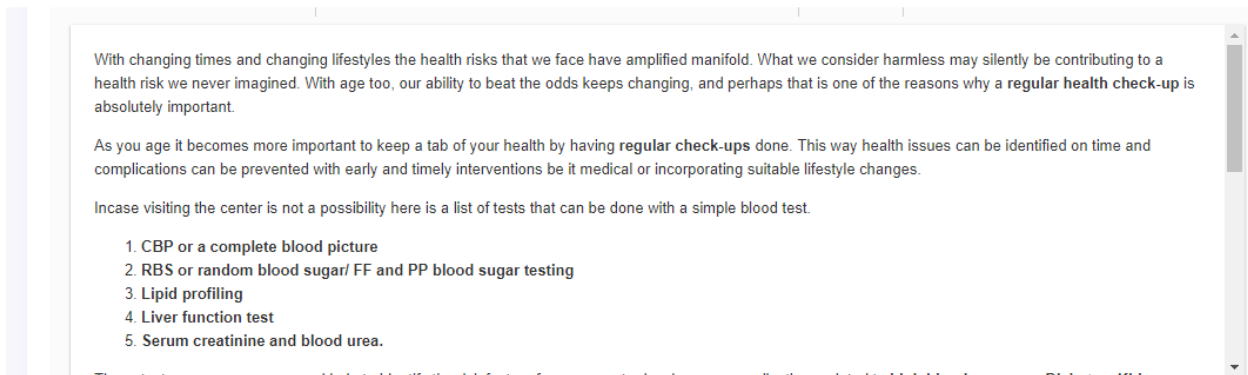 With changing times and changing lifestyles the health risks that we face have amplified manifold. What we consider harmless may silently be contributing to a
health risk we never imagined. With age too, our ability to beat the odds keeps changing, and perhaps that is one of the reasons why a regular health check-up is
absolutely important.
As you age it becomes more important to keep a tab of your health by having regular check-ups done. This way health issues can be identified on time and
complications can be prevented with early and timely interventions be it medical or incorporating suitable lifestyle changes.
Incase visiting the center is not a possibility here is a list of tests that can be done with a simple blood test.
1. CBP or a complete blood picture
2. RBS or random blood sugar/ FF and PP blood sugar testing
3. Lipid profiling
4. Liver function test
5. Serum creatinine and blood urea.